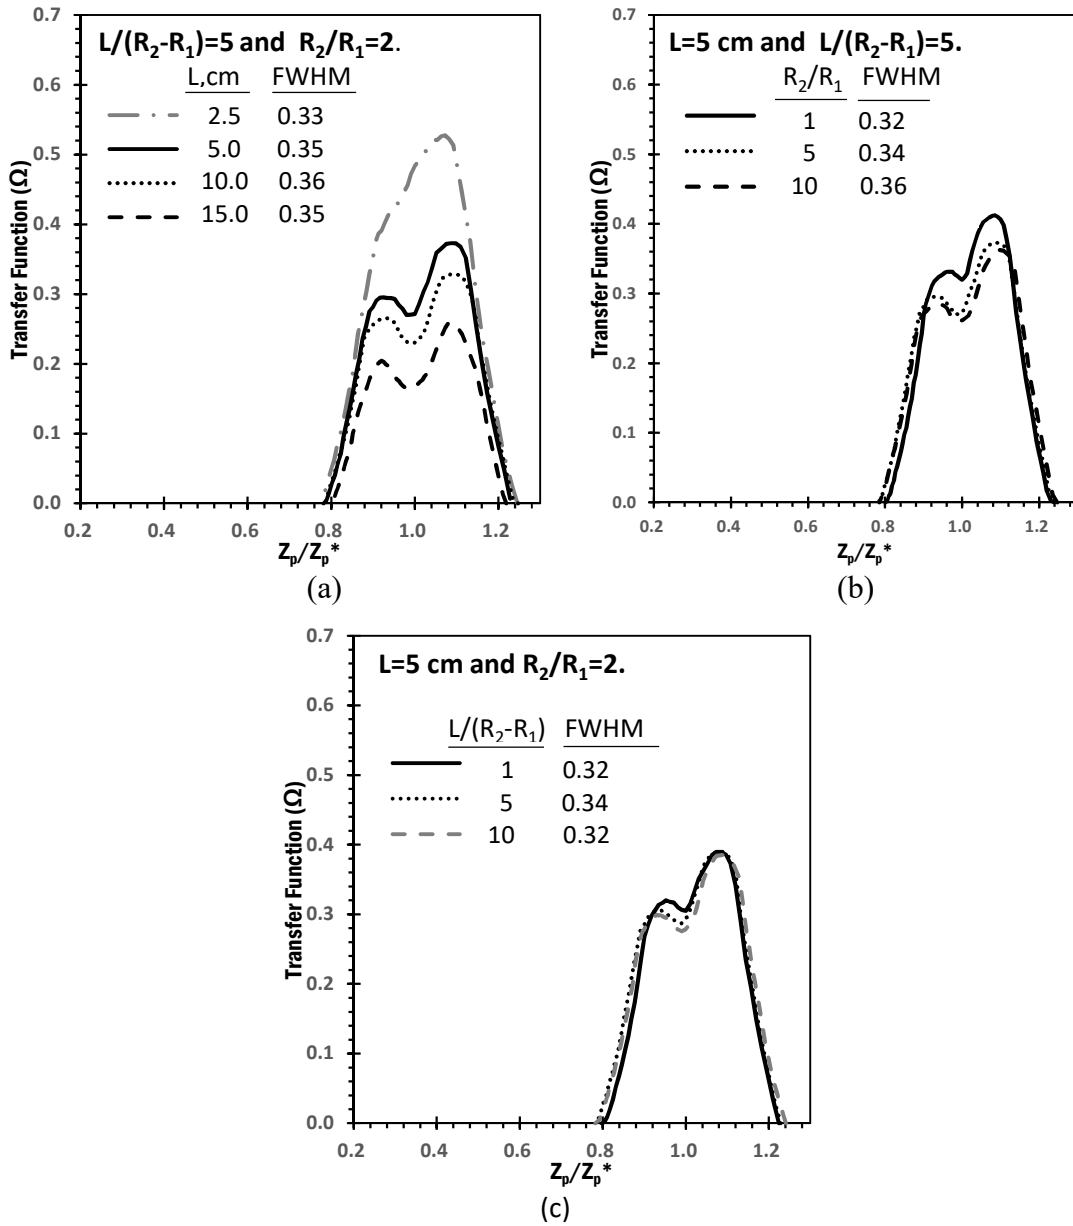 L/(R₂-R₁)=5 and R₂/R₁=2.
L,cm FWHM
2.5 0.33
5.0 0.35
10.0 0.36
15.0 0.35
0.7
0.6
0.5
0.4
0.3
0.2
0.1
0.0
Transfer Function (Ω)
0.2 0.4 0.6 0.8 1.0 1.2
Zₚ/Zₚ*
(a)
L=5 cm and L/(R₂-R₁)=5.
R₂/R₁ FWHM
1 0.32
5 0.34
10 0.36
0.7
0.6
0.5
0.4
0.3
0.2
0.1
0.0
Transfer Function (Ω)
0.2 0.4 0.6 0.8 1.0 1.2
Zₚ/Zₚ*
(b)
L=5 cm and R₂/R₁=2.
L/(R₂-R₁) FWHM
1 0.32
5 0.34
10 0.32
0.7
0.6
0.5
0.4
0.3
0.2
0.1
0.0
Transfer Function (Ω)
0.2 0.4 0.6 0.8 1.0 1.2
Zₚ/Zₚ*
(c)